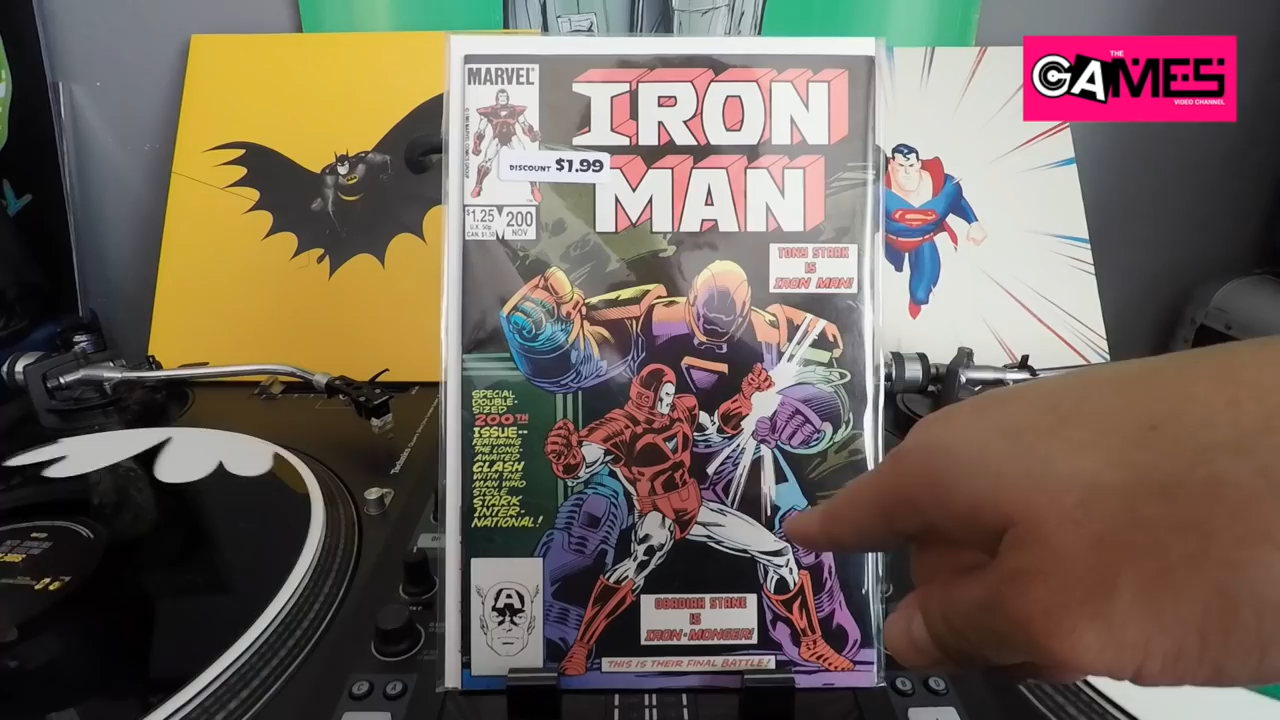 THE
GAMES
VIDEO CHANNEL
MARVEL
IRON
MAN
DISCOUNT $1.99
$1.25
U.K. 50p
200
NOV
TONY STARK
IS
IRON MAN!
SPECIAL
DOUBLE-
SIZED
200TH
ISSUE--
FEATURING
THE LONG-
AWAITED
CLASH
WITH THE
MAN WHO
STOLE
STARK
INTER-
NATIONAL!
A
OBADIAH STANE
IS
IRON-MONGER!
THIS IS THEIR FINAL BATTLE!
Technics
C A